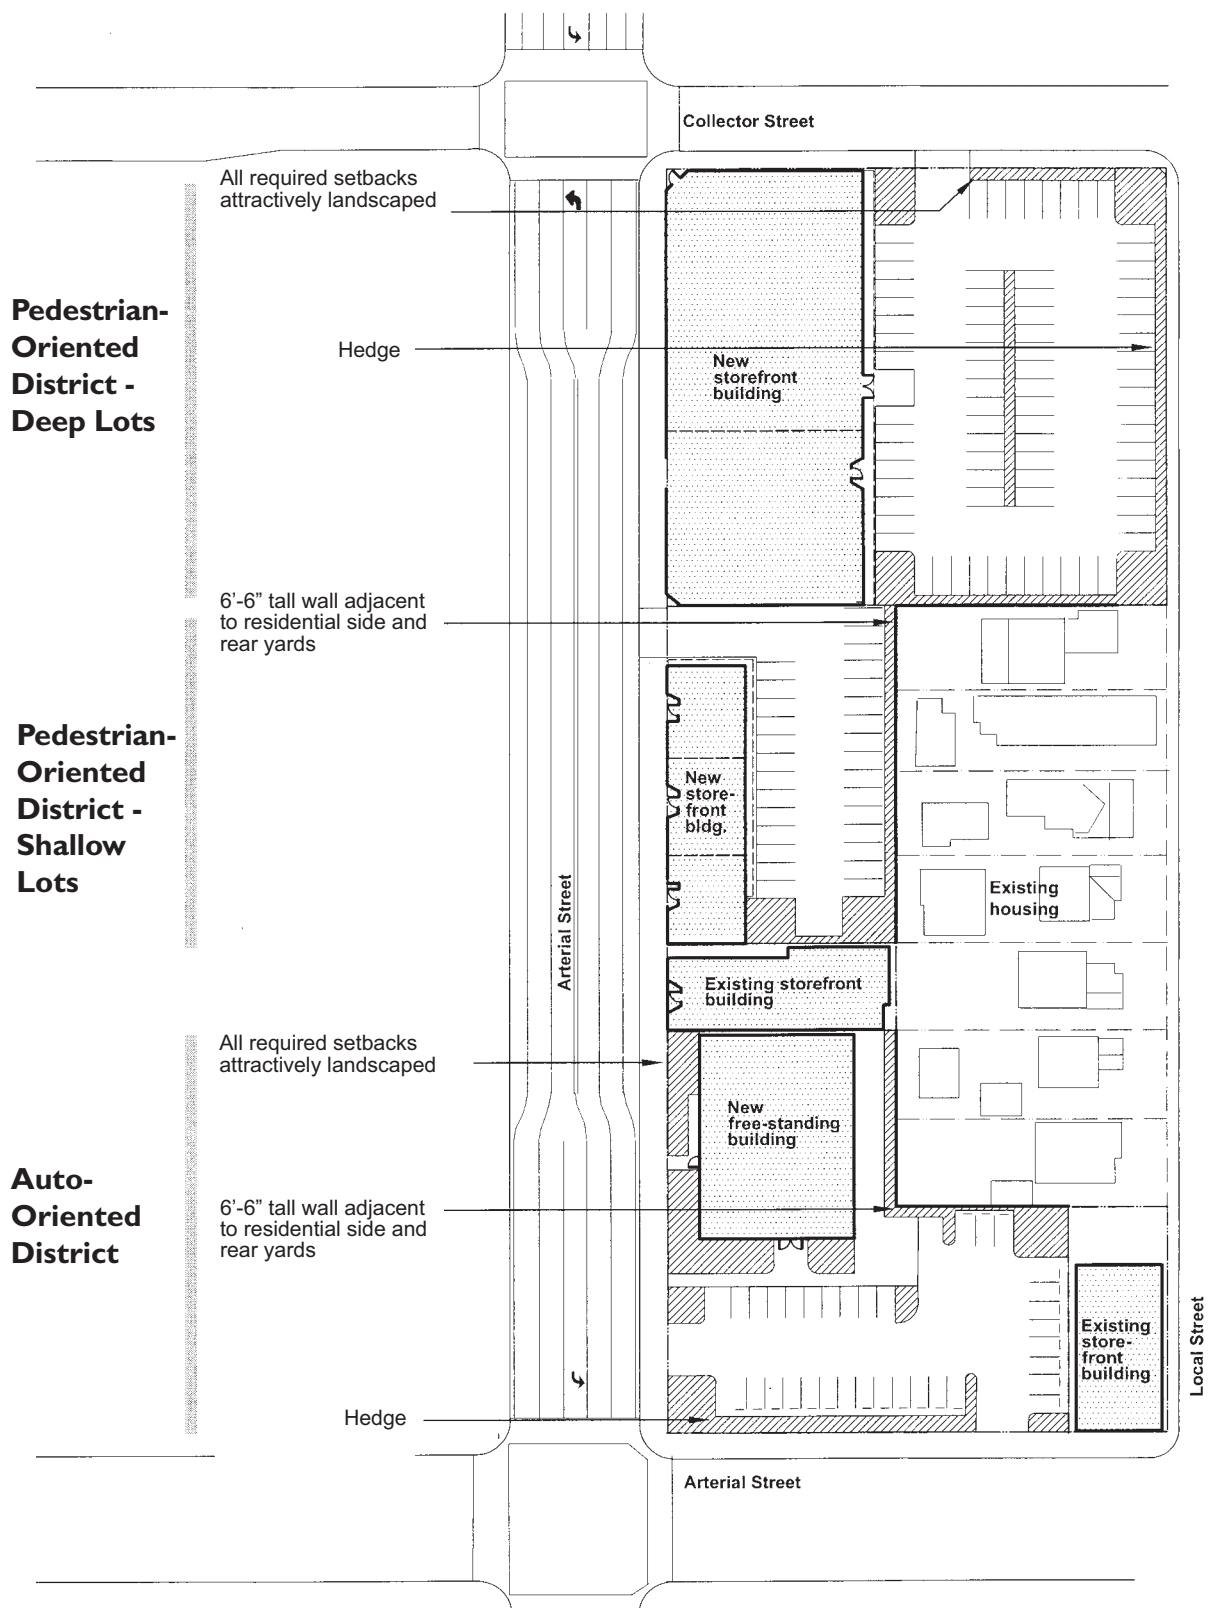 Collector Street
All required setbacks
attractively landscaped
Pedestrian-
Oriented
District -
Deep Lots
Hedge
New
storefront
building
6’-6” tall wall adjacent
to residential side and
rear yards
Pedestrian-
Oriented
District -
Shallow
Lots
New
store-
front
bldg.
Existing
housing
Arterial Street
Existing storefront
building
All required setbacks
attractively landscaped
New
free-standing
building
Auto-
Oriented
District
6’-6” tall wall adjacent
to residential side and
rear yards
Existing
store-
front
building
Local Street
Hedge
Arterial Street